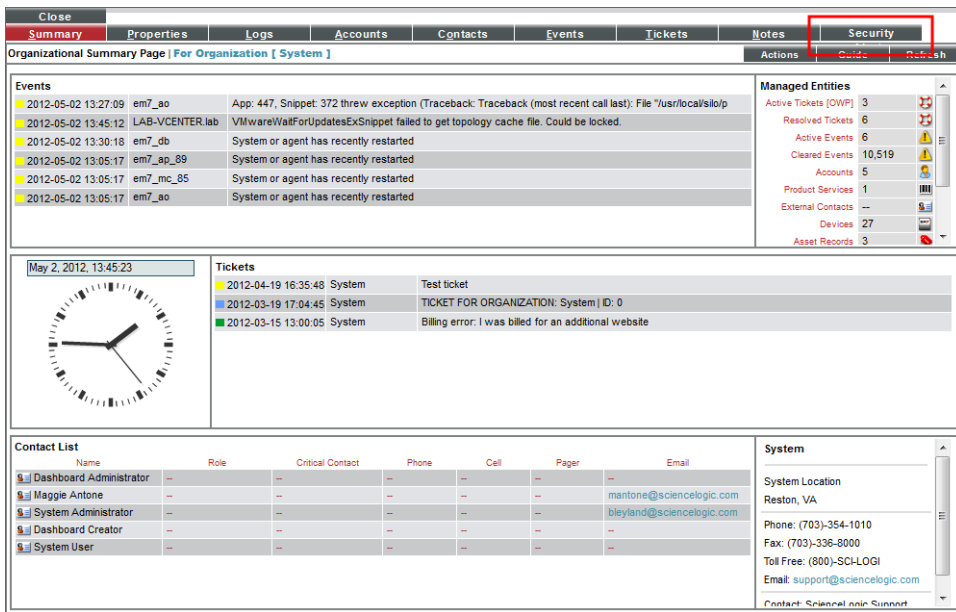 Close
Summary Properties Logs Accounts Contacts Events Tickets Notes Security
Organizational Summary Page | For Organization [ System ] Actions Guide Refresh
Events
2012-05-02 13:27:09 em7_ao App: 447, Snippet: 372 threw exception (Traceback: Traceback (most recent call last): File "/usr/local/silo/p
2012-05-02 13:45:12 LAB-VCENTER.lab VMwareWaitForUpdatesExSnippet failed to get topology cache file. Could be locked.
2012-05-02 13:30:18 em7_db System or agent has recently restarted
2012-05-02 13:05:17 em7_ap_89 System or agent has recently restarted
2012-05-02 13:05:17 em7_mc_85 System or agent has recently restarted
2012-05-02 13:05:17 em7_ao System or agent has recently restarted
Managed Entities
Active Tickets [OWP] 3
Resolved Tickets 6
Active Events 6
Cleared Events 10,519
Accounts 5
Product Services 1
External Contacts --
Devices 27
Asset Records 3
May 2, 2012, 13:45:23
Tickets
2012-04-19 16:35:48 System Test ticket
2012-03-19 17:04:45 System TICKET FOR ORGANIZATION: System | ID: 0
2012-03-15 13:00:05 System Billing error: I was billed for an additional website
Contact List
Name Role Critical Contact Phone Cell Pager Email
Dashboard Administrator -- -- -- -- -- --
Maggie Antone -- -- -- -- -- mantone@sciencelogic.com
System Administrator -- -- -- -- -- bleyland@sciencelogic.com
Dashboard Creator -- -- -- -- -- --
System User -- -- -- -- -- --
System
System Location
Reston, VA
Phone: (703)-354-1010
Fax: (703)-336-8000
Toll Free: (800)-SCI-LOGI
Email: support@sciencelogic.com
Contact: ScienceLogic Support